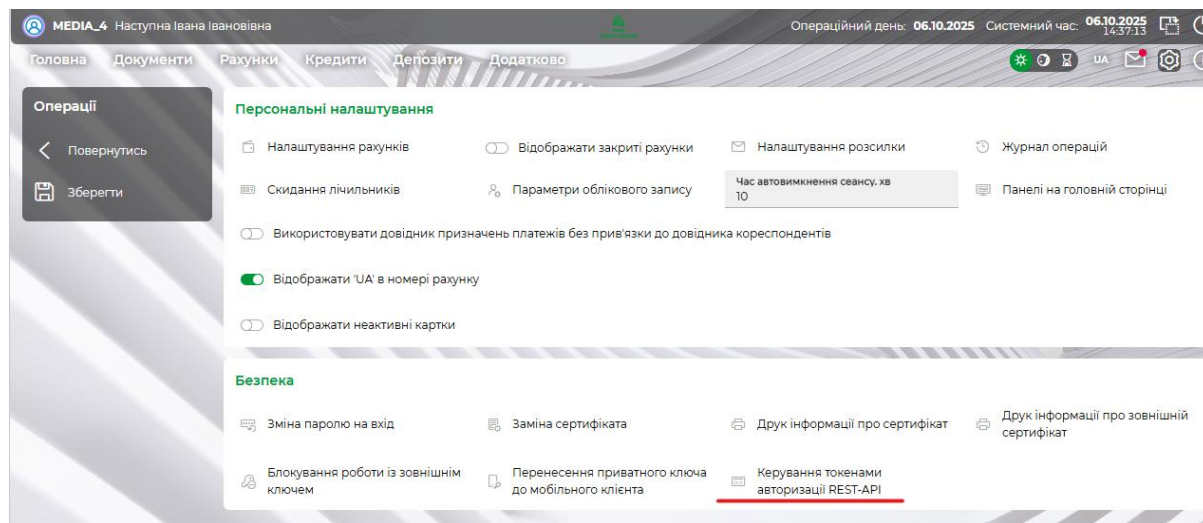 MEDIA_4 Наступна Івана Івановівна
Операційний день: 06.10.2025 Системний час: 06.10.2025
14:37:13
Головна Документи Рахунки Кредити Депозити Додатково
UA
Операції
Повернутись
Зберегти
Персональні налаштування
Налаштування рахунків
Відображати закриті рахунки
Налаштування розсилки
Журнал операцій
Скидання лічильників
Параметри облікового запису
Час автовимкнення сеансу, хв
10
Панелі на головній сторінці
Використовувати довідник призначень платежів без прив'язки до довідника кореспондентів
Відображати 'UA' в номері рахунку
Відображати неактивні картки
Безпека
Зміна паролю на вхід
Заміна сертифіката
Друк інформації про сертифікат
Друк інформації про зовнішній
сертифікат
Блокування роботи із зовнішнім
ключем
Перенесення приватного ключа
до мобільного клієнта
Керування токенами
авторизації REST-API